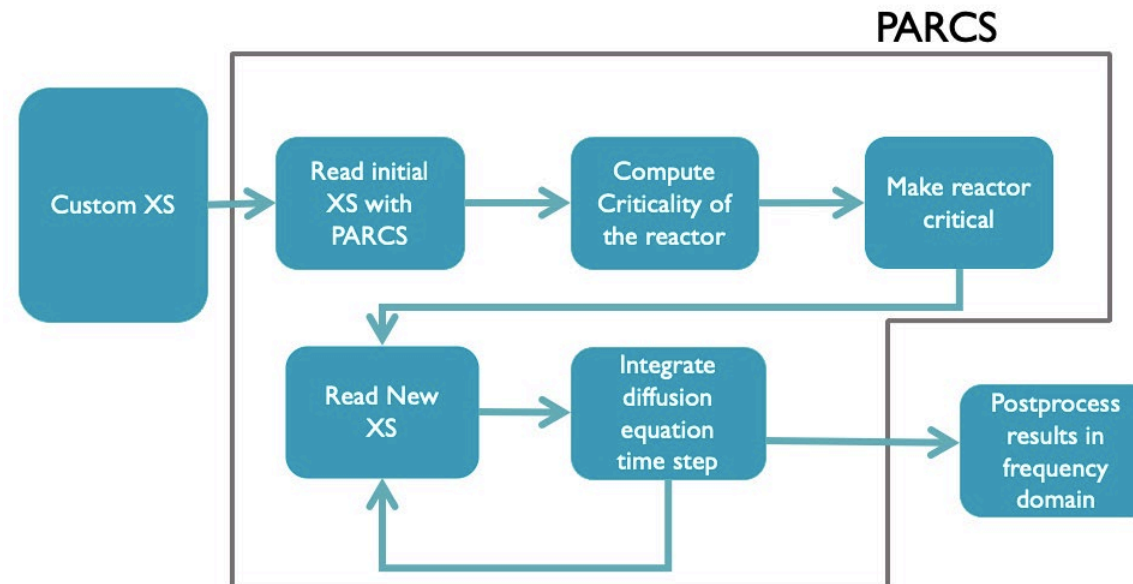 PARCS
Custom XS
Read initial
XS with
PARCS
Compute
Criticality of
the reactor
Make reactor
critical
Read New
XS
Integrate
diffusion
equation
time step
Postprocess
results in
frequency
domain